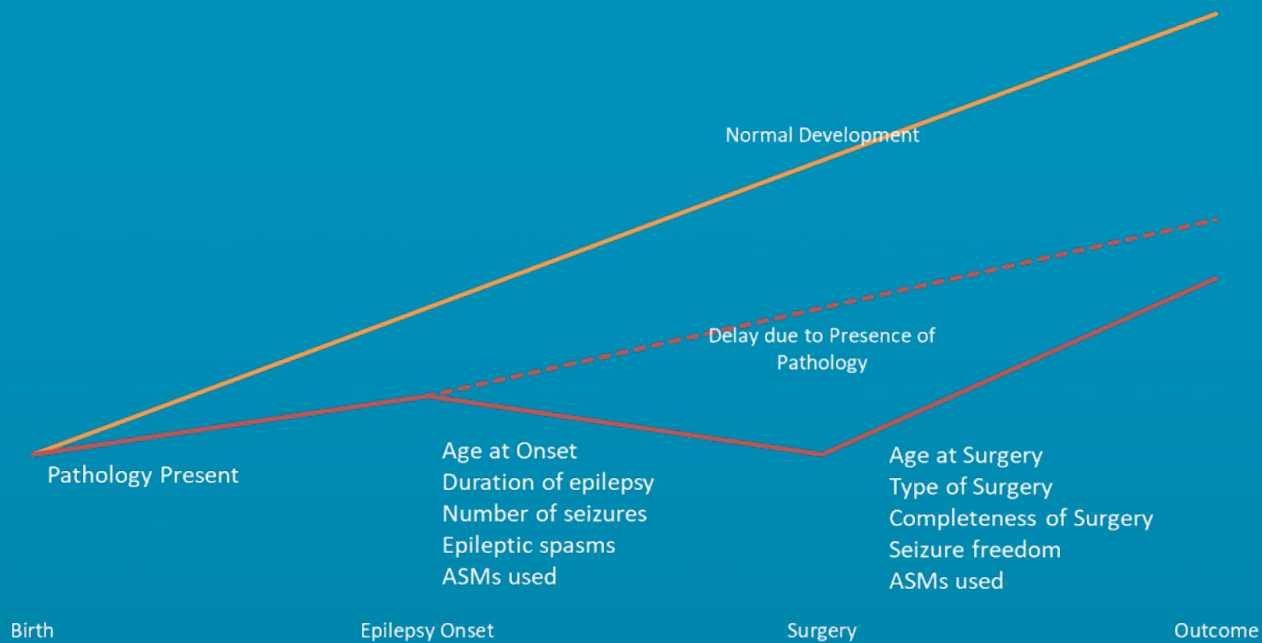 Normal Development
Delay due to Presence of
Pathology
Pathology Present
Age at Onset
Duration of epilepsy
Number of seizures
Epileptic spasms
ASMs used
Age at Surgery
Type of Surgery
Completeness of Surgery
Seizure freedom
ASMs used
Birth
Epilepsy Onset
Surgery
Outcome